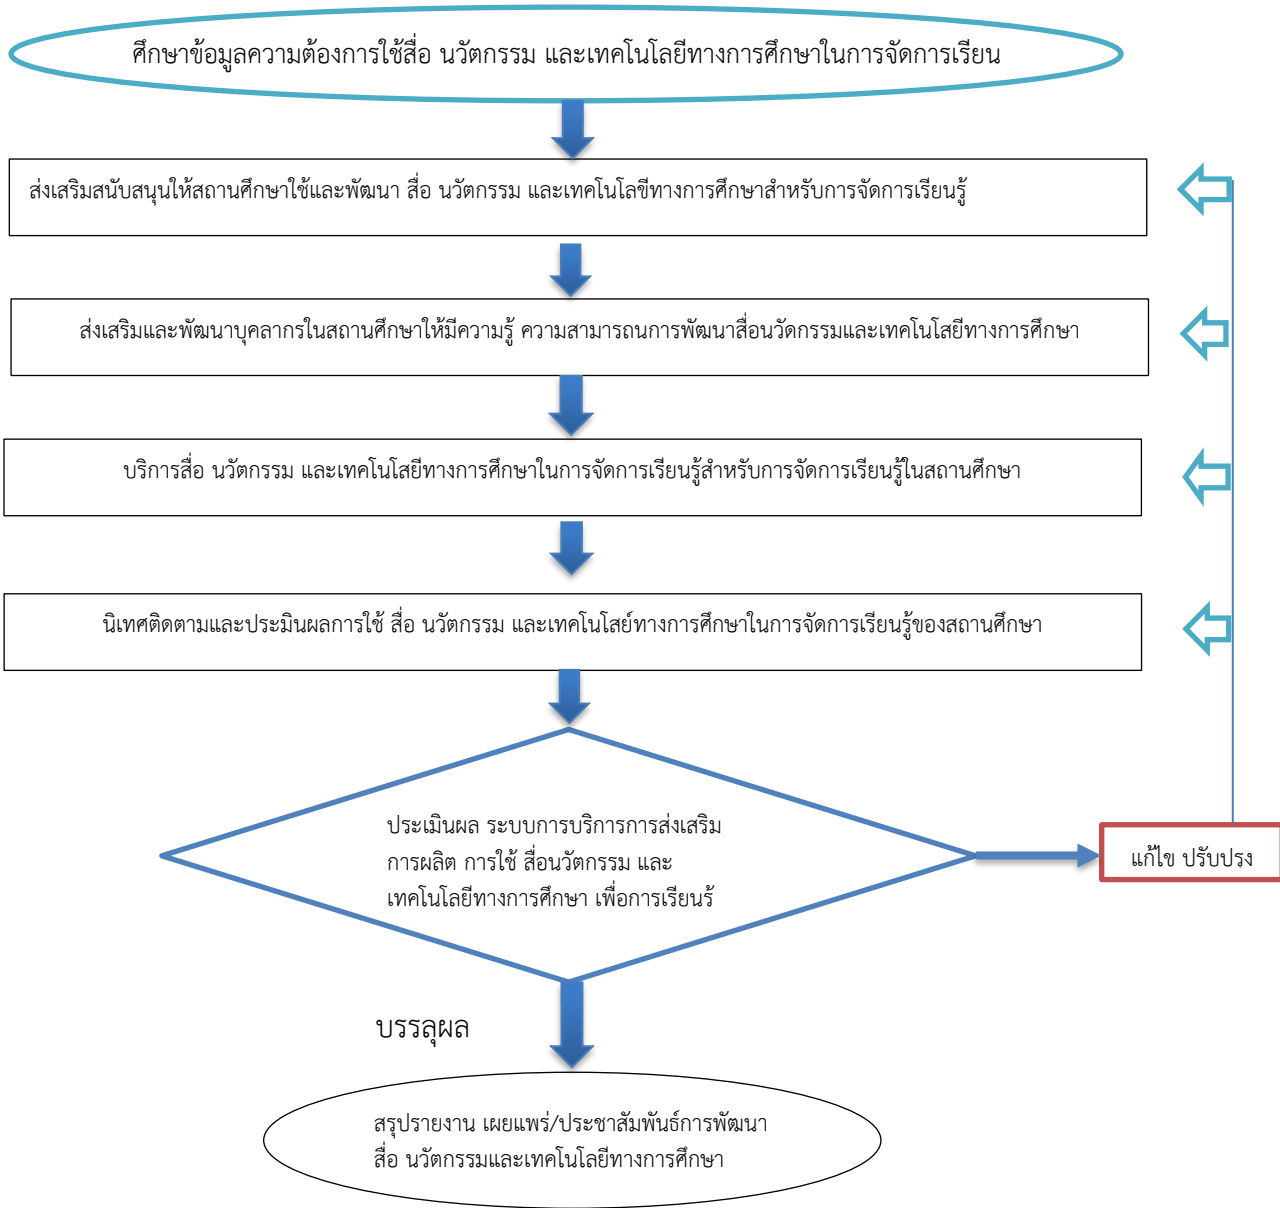 ศึกษาข้อมูลความต้องการใช้สื่อ นวัตกรรม และเทคโนโลยีทางการศึกษาในการจัดการเรียน
ส่งเสริมสนับสนุนให้สถานศึกษาใช้และพัฒนา สื่อ นวัตกรรม และเทคโนโลขีทางการศึกษาสำหรับการจัดการเรียนรู้
ส่งเสริมและพัฒนาบุคลากรในสถานศึกษาให้มีความรู้ ความสามารถนการพัฒนาสื่อนวัดกรรมและเทคโนโสยีทางการศึกษา
บริการสื่อ นวัตกรรม และเทคโนโสยีทางการศึกษาในการจัดการเรียนรู้สำหรับการจัดการเรียนรู้ในสถานศึกษา
นิเทศติดตามและประมินผลการใช้ สื่อ นวัตกรรม และเทคโนโสย์ทางการศึกษาในการจัดการเรียนรู้ของสถานศึกษา
ประเมินผล ระบบการบริการการส่งเสริม
การผลิต การใช้ สื่อนวัตกรรม และ
เทคโนโลยีทางการศึกษา เพื่อการเรียนรั
แก้ไข ปรับปรง
บรรลุผล
สรุปรายงาน เผยแพร่/ประชาสัมพันธ์การพัฒนา
สื่อ นวัตกรรมและเทคโนโลยีทางการศึกษา